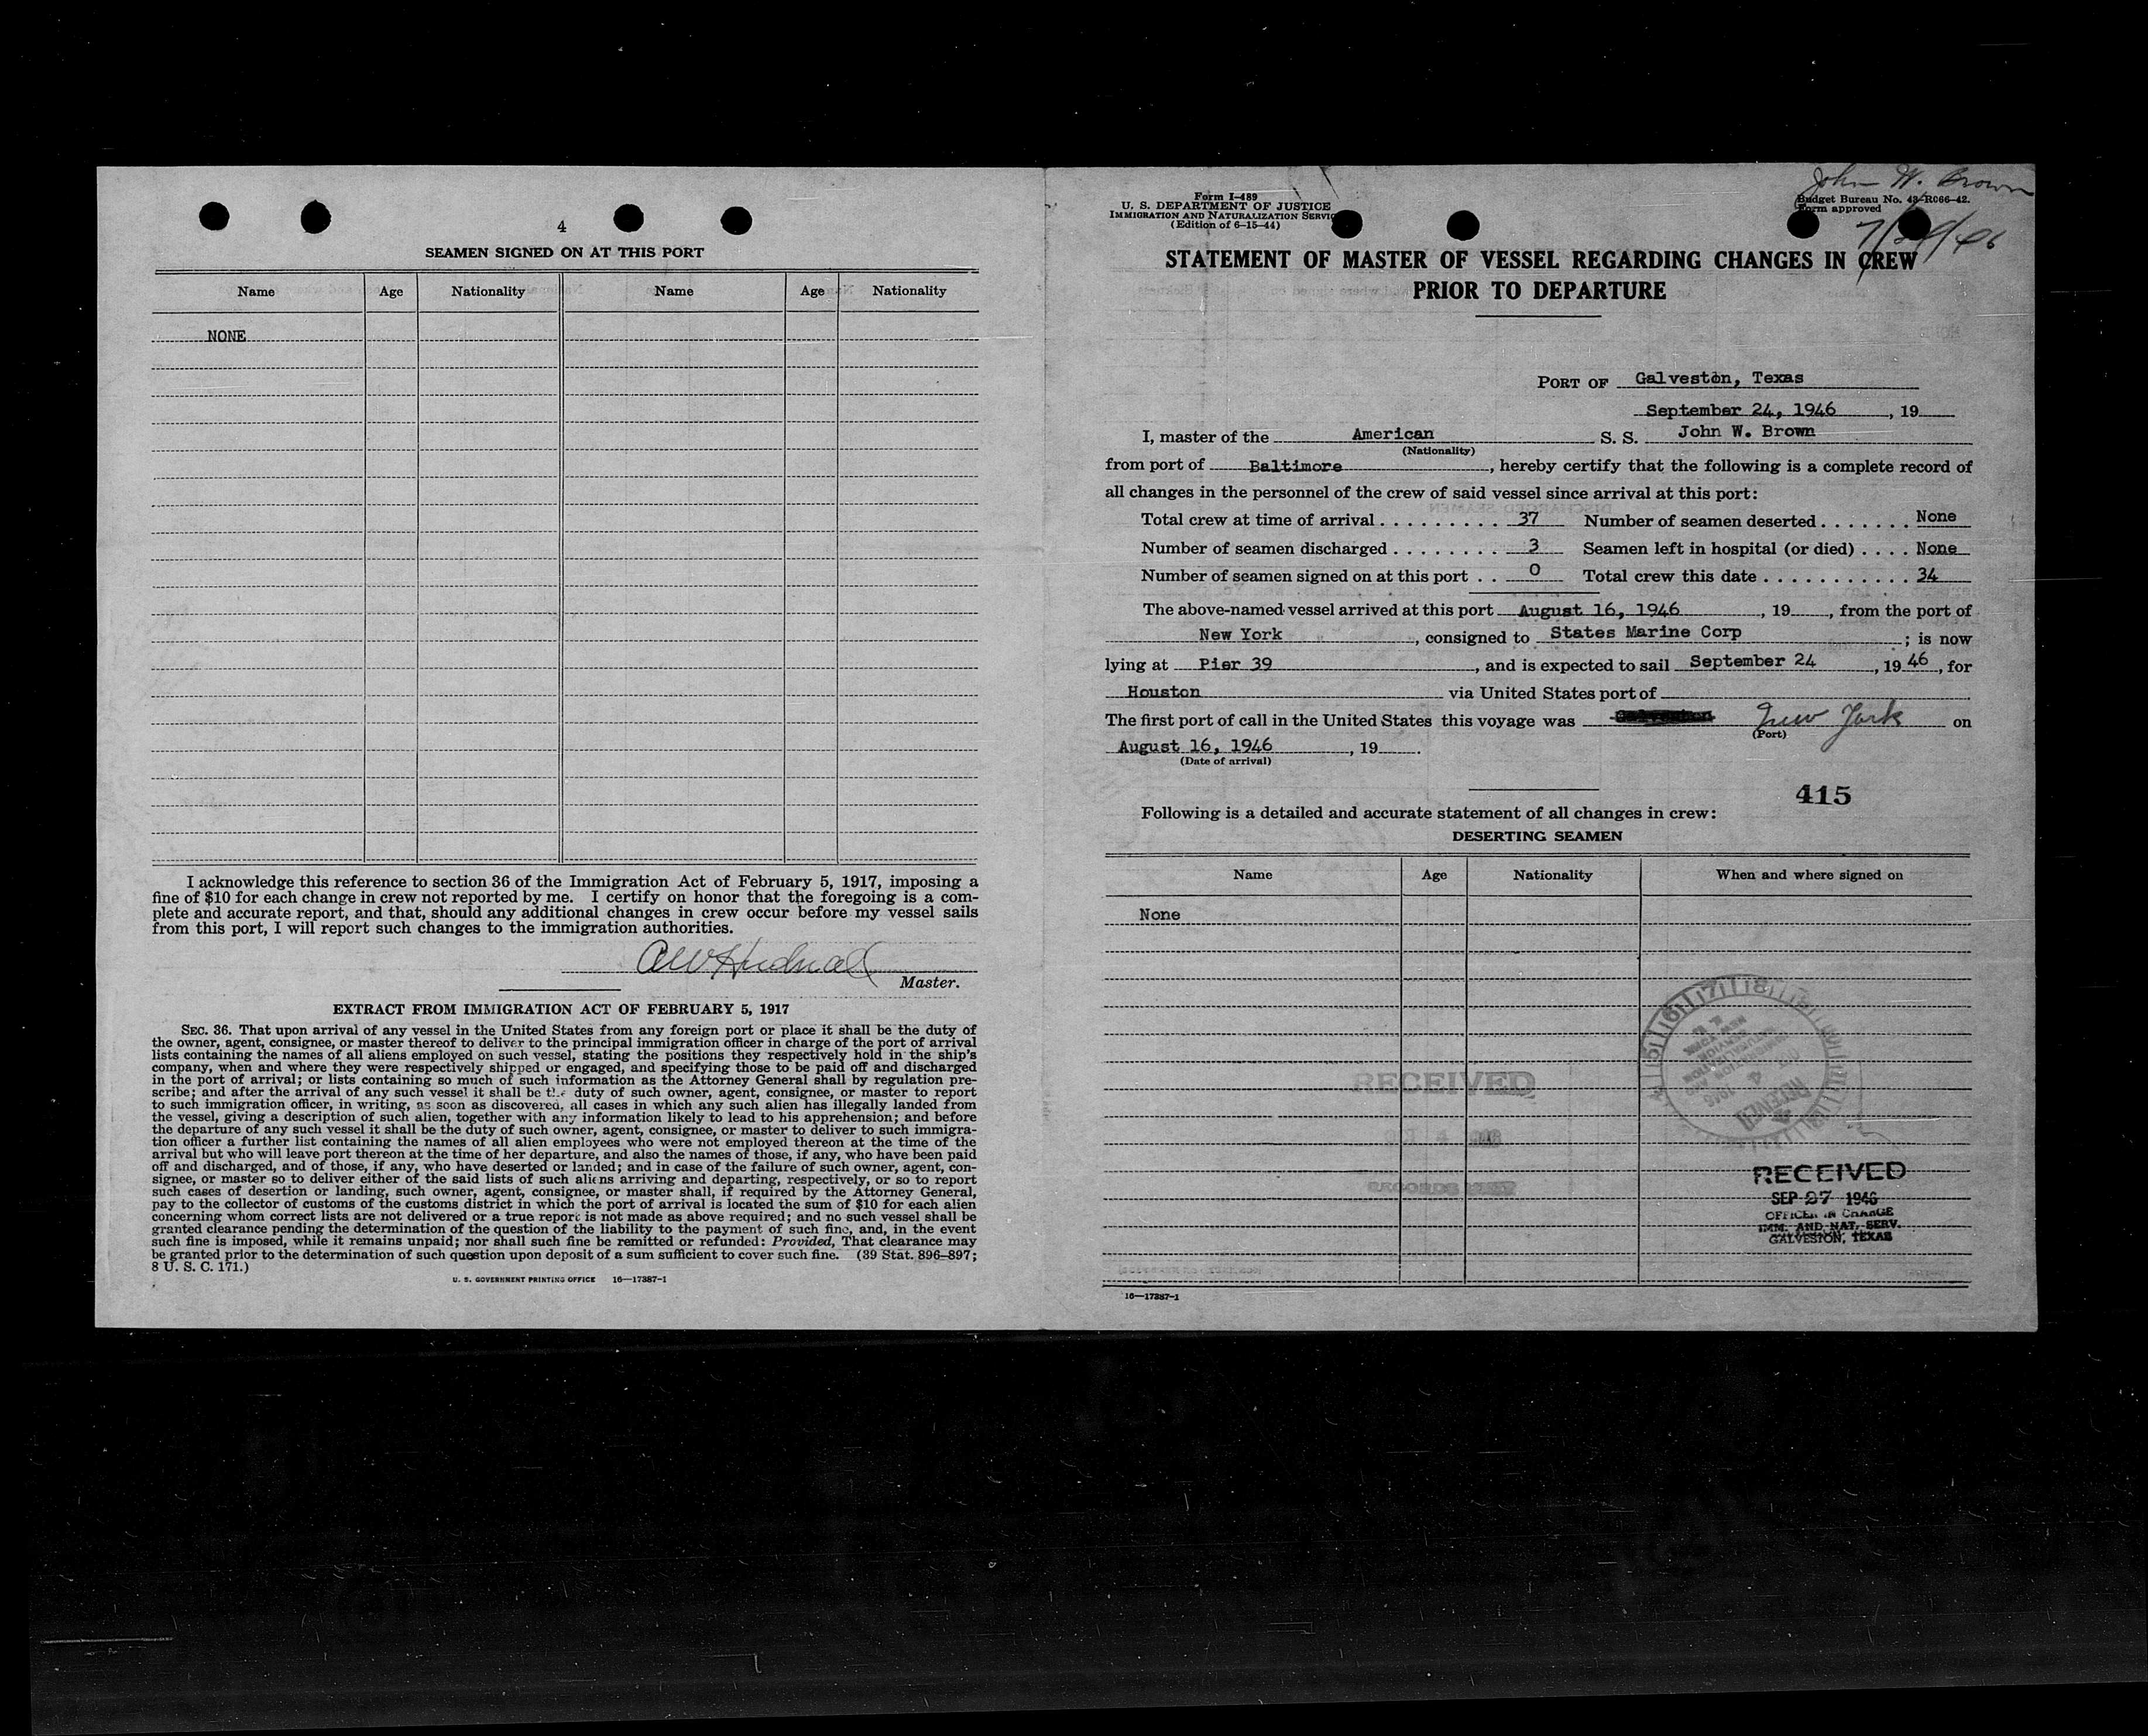 4
SEAMEN SIGNED ON AT THIS PORT
Name Age Nationality Name Age Nationality
NONE
I acknowledge this reference to section 36 of the Immigration Act of February 5, 1917, imposing a
fine of $10 for each change in crew not reported by me. I certify on honor that the foregoing is a com-
plete and accurate report, and that, should any additional changes in crew occur before my vessel sails
from this port, I will report such changes to the immigration authorities.
Master.
EXTRACT FROM IMMIGRATION ACT OF FEBRUARY 5, 1917
SEC. 36. That upon arrival of any vessel in the United States from any foreign port or place it shall be the duty of
the owner, agent, consignee, or master thereof to deliver to the principal immigration officer in charge of the port of arrival
lists containing the names of all aliens employed on such vessel, stating the positions they respectively hold in the ship's
company, when and where they were respectively shipped or engaged, and specifying those to be paid off and discharged
in the port of arrival; or lists containing so much of such information as the Attorney General shall by regulation pre-
scribe; and after the arrival of any such vessel it shall be the duty of such owner, agent, consignee, or master to report
to such immigration officer, in writing, as soon as discovered, all cases in which any such alien has illegally landed from
the vessel, giving a description of such alien, together with any information likely to lead to his apprehension; and before
the departure of any such vessel it shall be the duty of such owner, agent, consignee, or master to deliver to such immigra-
tion officer a further list containing the names of all alien employees who were not employed thereon at the time of the
arrival but who will leave port thereon at the time of her departure, and also the names of those, if any, who have been paid
off and discharged, and of those, if any, who have deserted or landed; and in case of the failure of such owner, agent, con-
signee, or master so to deliver either of the said lists of such aliens arriving and departing, respectively, or so to report
such cases of desertion or landing, such owner, agent, consignee, or master shall, if required by the Attorney General,
pay to the collector of customs of the customs district in which the port of arrival is located the sum of $10 for each alien
concerning whom correct lists are not delivered or a true report is not made as above required; and no such vessel shall be
granted clearance pending the determination of the question of the liability to the payment of such fine, and, in the event
such fine is imposed, while it remains unpaid; nor shall such fine be remitted or refunded: Provided, That clearance may
be granted prior to the determination of such question upon deposit of a sum sufficient to cover such fine. (39 Stat. 896–897;
8 U. S. C. 171.)
U. S. GOVERNMENT PRINTING OFFICE 16—17387-1
John W. Brown
Form I-489
U. S. DEPARTMENT OF JUSTICE
IMMIGRATION AND NATURALIZATION SERVICE
(Edition of 6–15–44)
Budget Bureau No. 43–R066–42.
Form approved
STATEMENT OF MASTER OF VESSEL REGARDING CHANGES IN CREW
PRIOR TO DEPARTURE
PORT OF Galveston, Texas
September 24, 1946, 19
I, master of the American S. S. John W. Brown
(Nationality)
from port of Baltimore, hereby certify that the following is a complete record of
all changes in the personnel of the crew of said vessel since arrival at this port:
Total crew at time of arrival . . . . . . . . . . 37 Number of seamen deserted . . . . . . . None
Number of seamen discharged . . . . . . . . . 3 Seamen left in hospital (or died) . . . . None
Number of seamen signed on at this port . . 0 Total crew this date . . . . . . . . . . . . 34
The above-named vessel arrived at this port August 16, 1946, 19, from the port of
New York, consigned to States Marine Corp; is now
lying at Pier 39, and is expected to sail September 24, 1946, for
Houston via United States port of
The first port of call in the United States this voyage was New York on
(Port)
August 16, 1946, 19.
(Date of arrival)
415
Following is a detailed and accurate statement of all changes in crew:
DESERTING SEAMEN
Name Age Nationality When and where signed on
None
RECEIVED
RECEIVED
SEP 27 1946
OFFICER IN CHARGE
IMM. AND NAT. SERV.
GALVESTON, TEXAS
16—17387-1